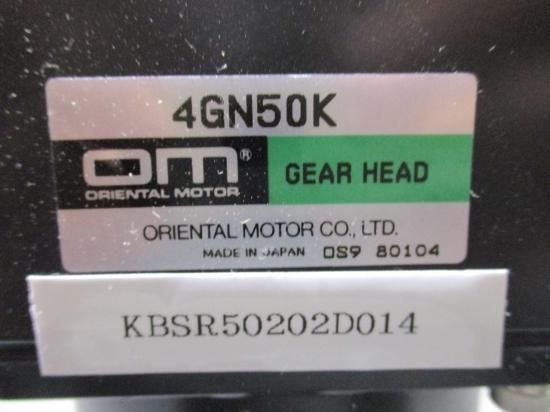 4GN50K
OM®
ORIENTAL MOTOR
GEAR HEAD
ORIENTAL MOTOR CO., LTD.
MADE IN JAPAN 0S9 80104
KBSR50202D014